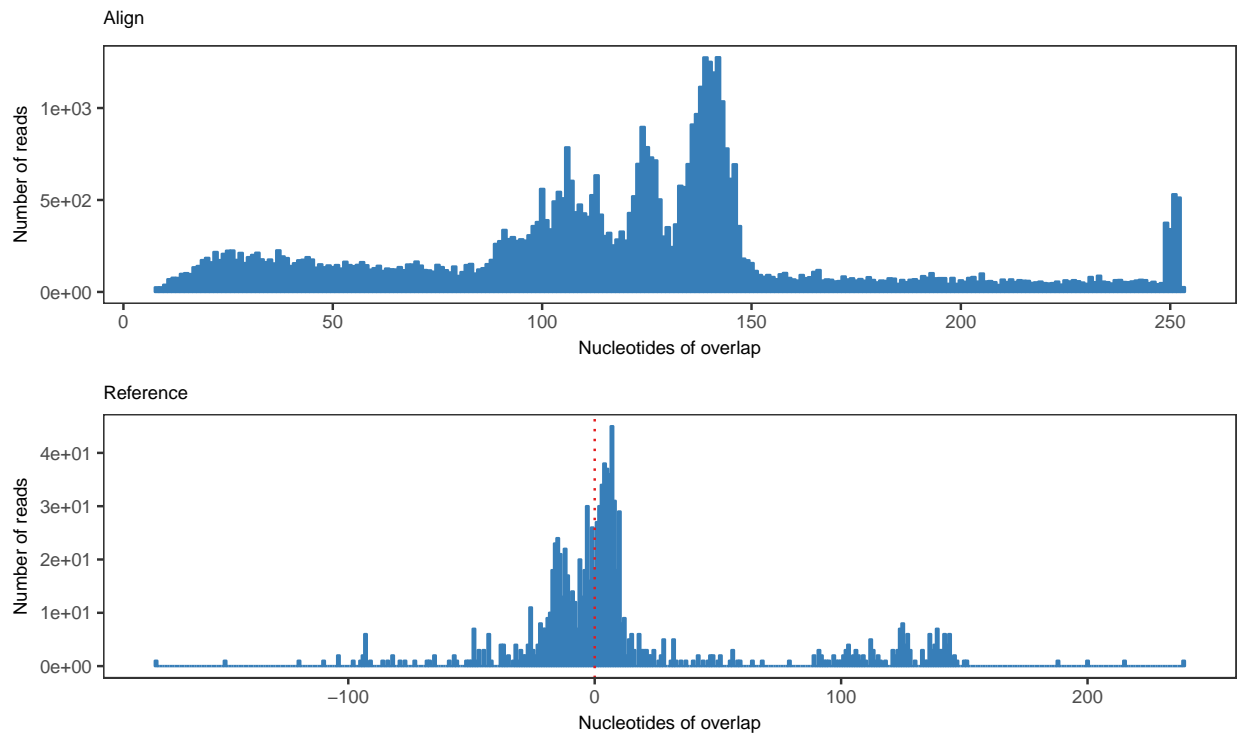 Align
Number of reads
1e+03
5e+02
0e+00
0 50 100 150 200 250
Nucleotides of overlap
Reference
Number of reads
4e+01
3e+01
2e+01
1e+01
0e+00
−100 0 100 200
Nucleotides of overlap